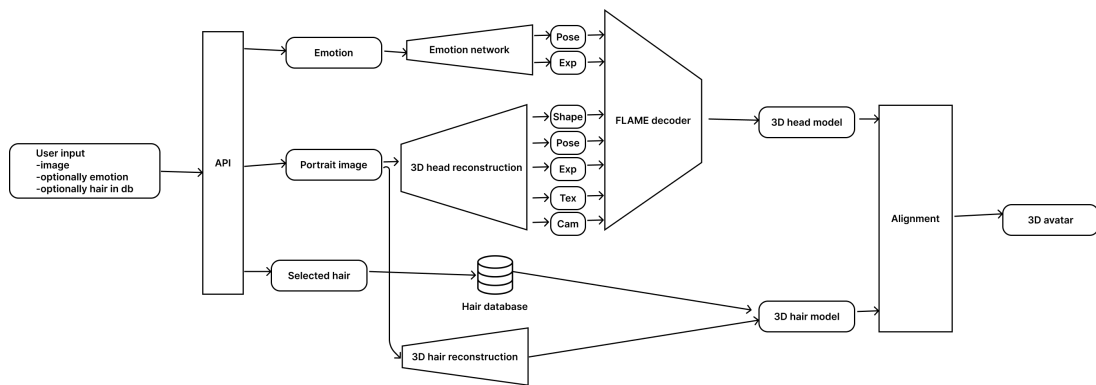 User input
-image
-optionally emotion
-optionally hair in db
API
Emotion
Emotion network
Pose
Exp
Portrait image
3D head reconstruction
Shape
Pose
Exp
Tex
Cam
FLAME decoder
3D head model
Selected hair
Hair database
3D hair reconstruction
3D hair model
Alignment
3D avatar